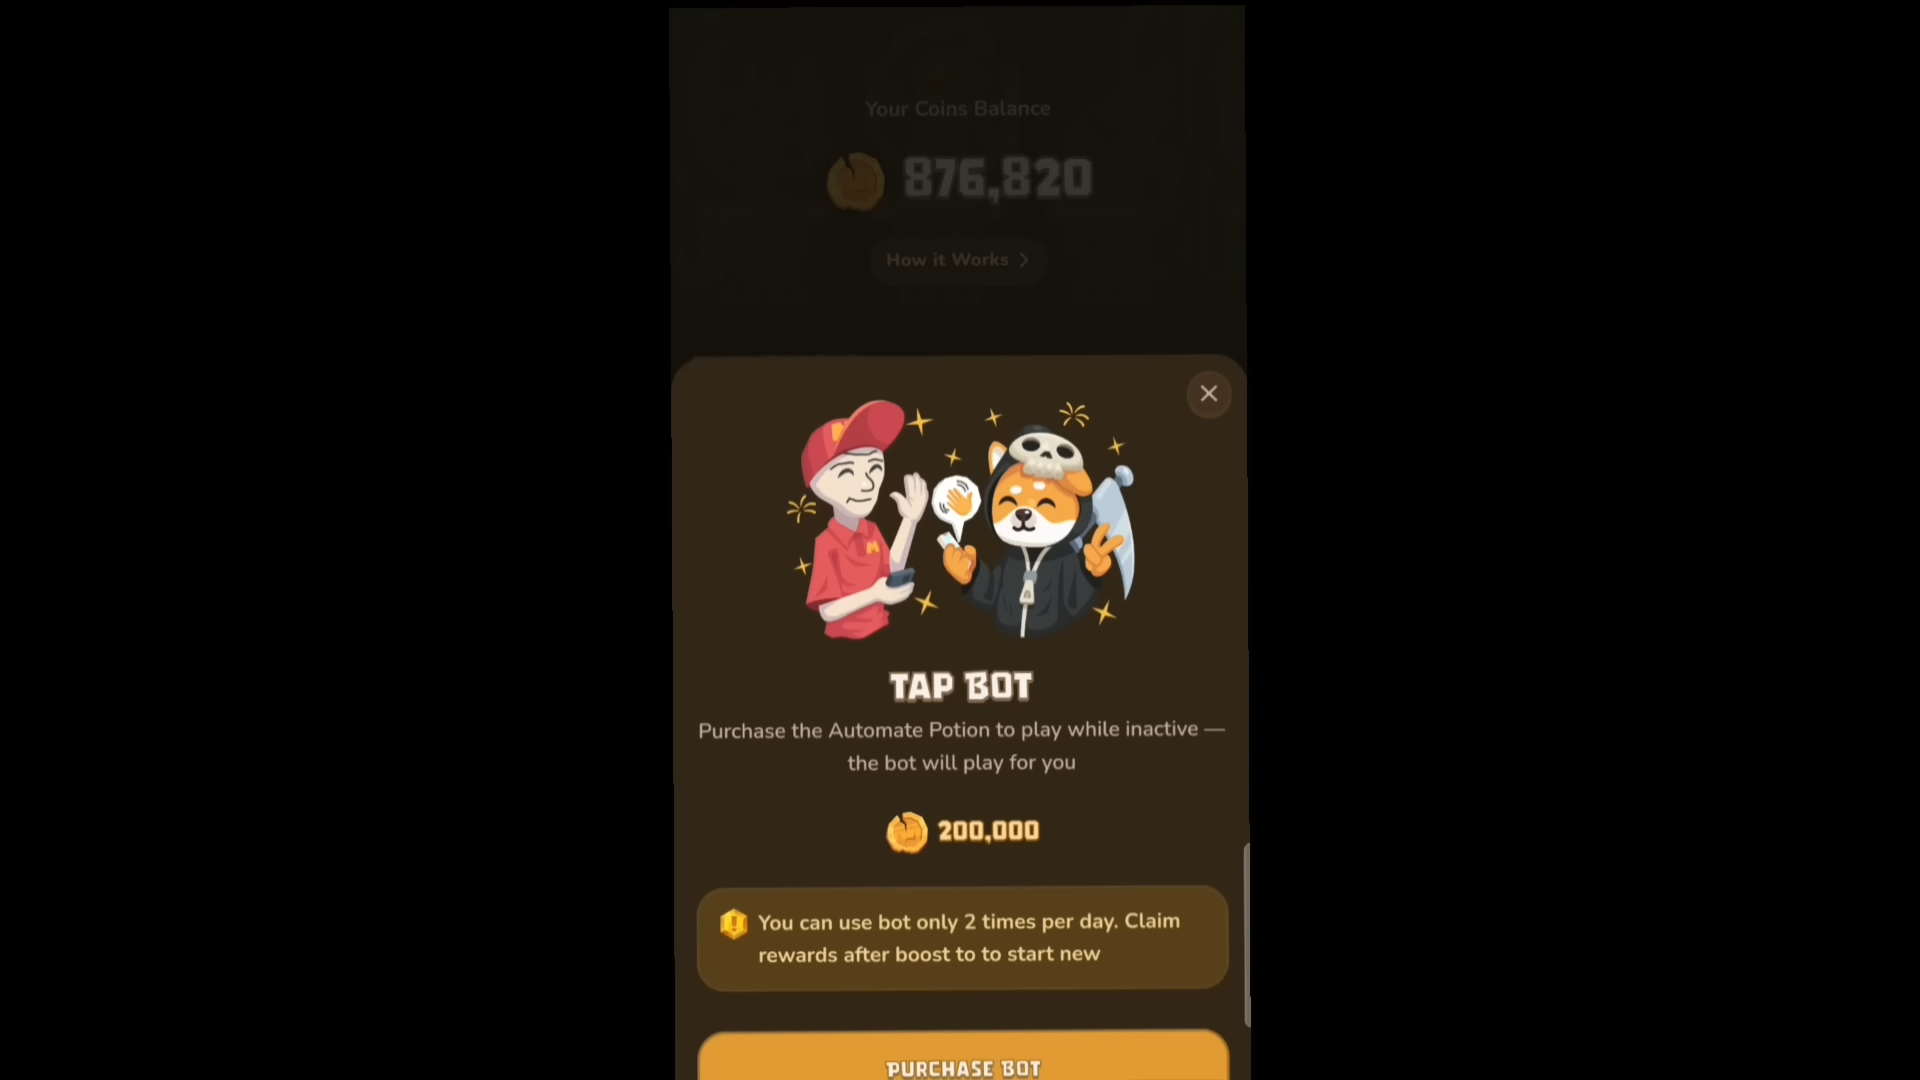 Your Coins Balance
876,820
How it Works
TAP BOT
Purchase the Automate Potion to play while inactive —
the bot will play for you
200,000
You can use bot only 2 times per day. Claim
rewards after boost to to start new
PURCHASE BOT